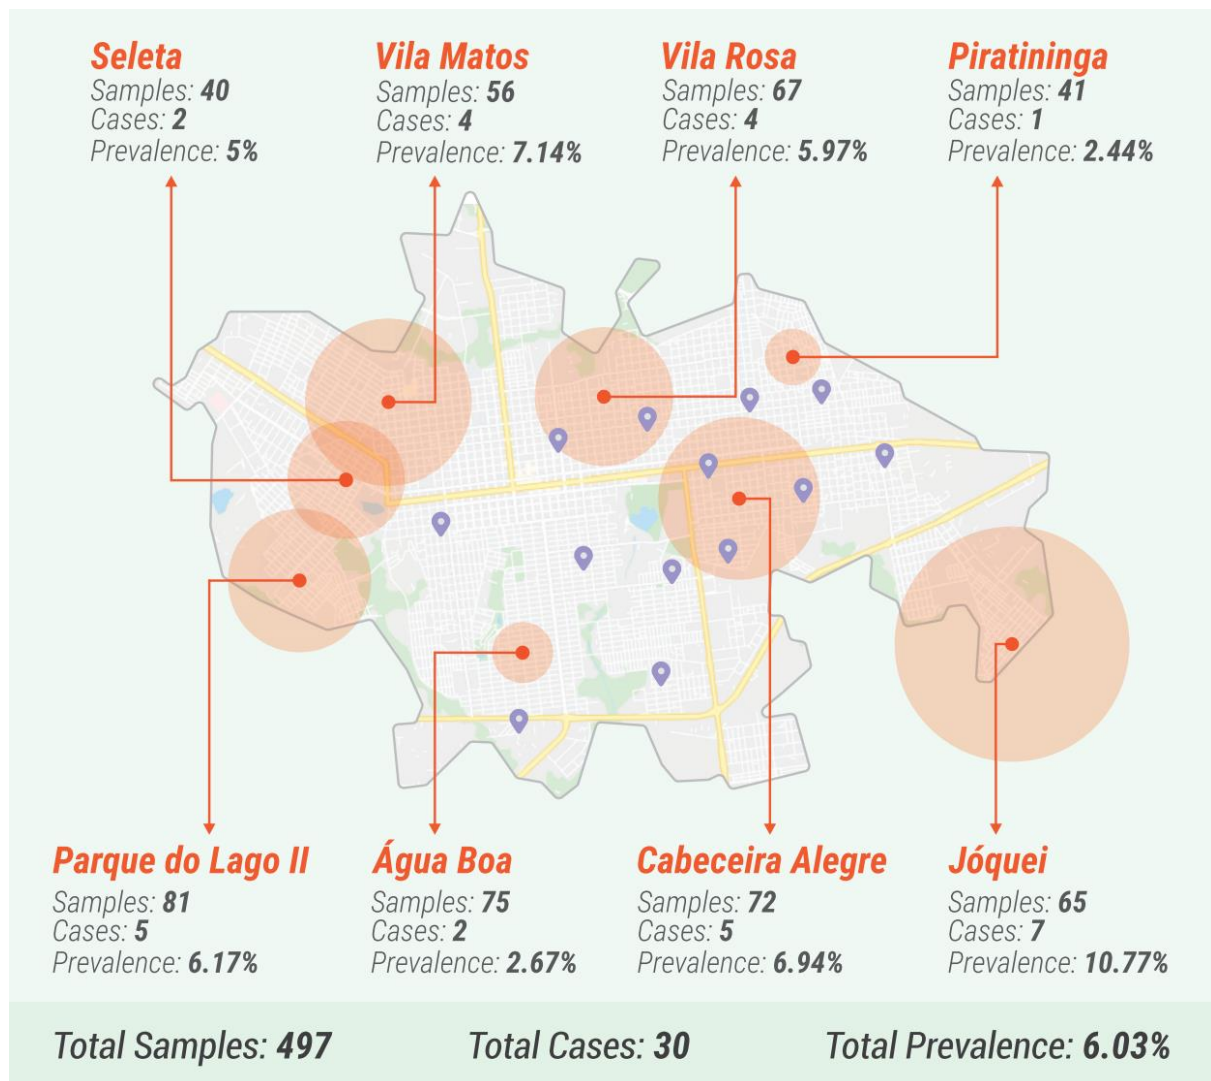 Seleta
Samples: 40
Cases: 2
Prevalence: 5%
Vila Matos
Samples: 56
Cases: 4
Prevalence: 7.14%
Vila Rosa
Samples: 67
Cases: 4
Prevalence: 5.97%
Piratininga
Samples: 41
Cases: 1
Prevalence: 2.44%
Parque do Lago II
Samples: 81
Cases: 5
Prevalence: 6.17%
Água Boa
Samples: 75
Cases: 2
Prevalence: 2.67%
Cabeceira Alegre
Samples: 72
Cases: 5
Prevalence: 6.94%
Jóquei
Samples: 65
Cases: 7
Prevalence: 10.77%
Total Samples: 497
Total Cases: 30
Total Prevalence: 6.03%